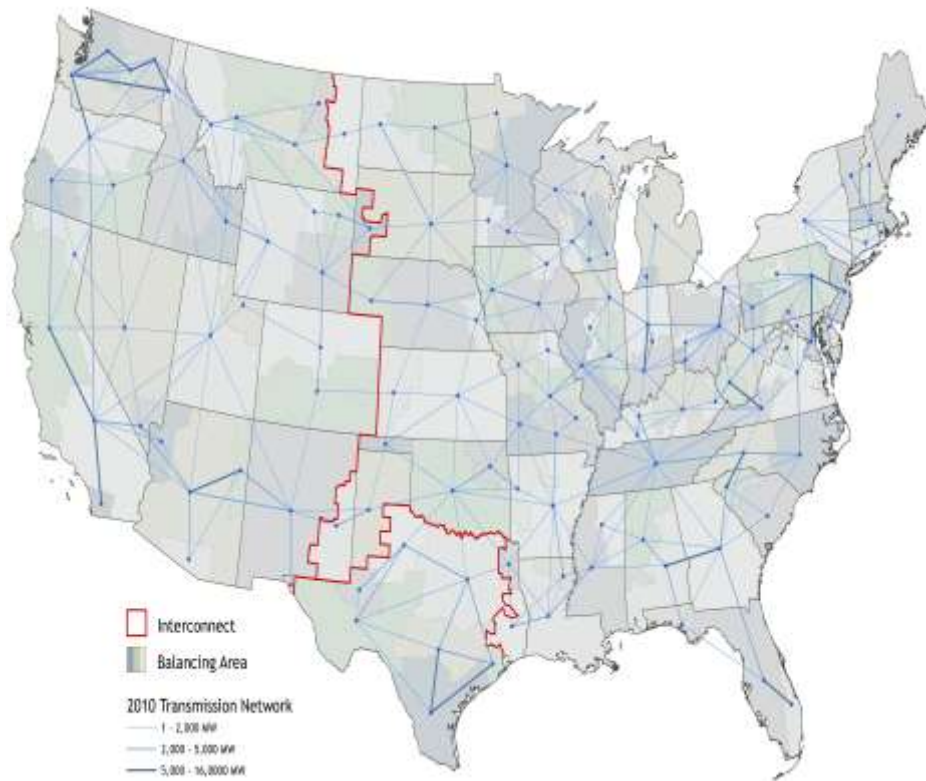 Interconnect
Balancing Area
2010 Transmission Network
1 - 2,000 MW
2,000 - 5,000 MW
5,000 - 16,0000 MW